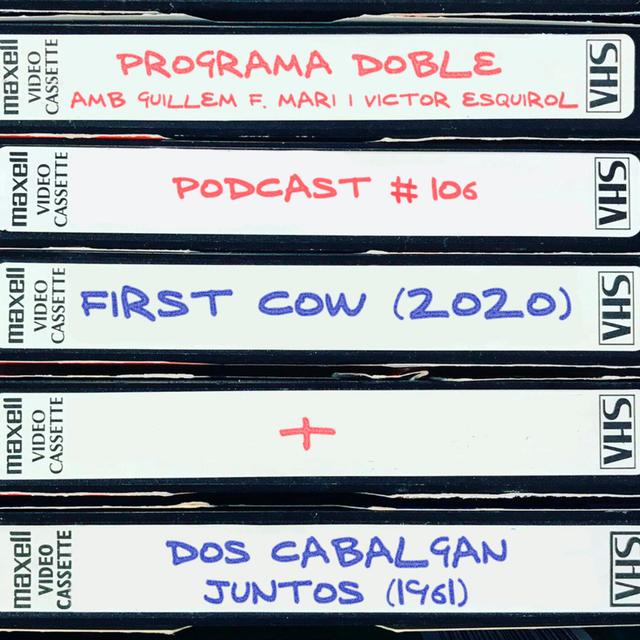 maxell
VIDEO
CASSETTE
PROGRAMA DOBLE
AMB GUILLEM F. MARI I VICTOR ESQUIROL
VHS
maxell
VIDEO
CASSETTE
PODCAST # 106
VHS
maxell
VIDEO
CASSETTE
FIRST COW (2020)
VHS
maxell
VIDEO
CASSETTE
+
VHS
maxell
VIDEO
CASSETTE
DOS CABALGAN
JUNTOS (1961)
VHS